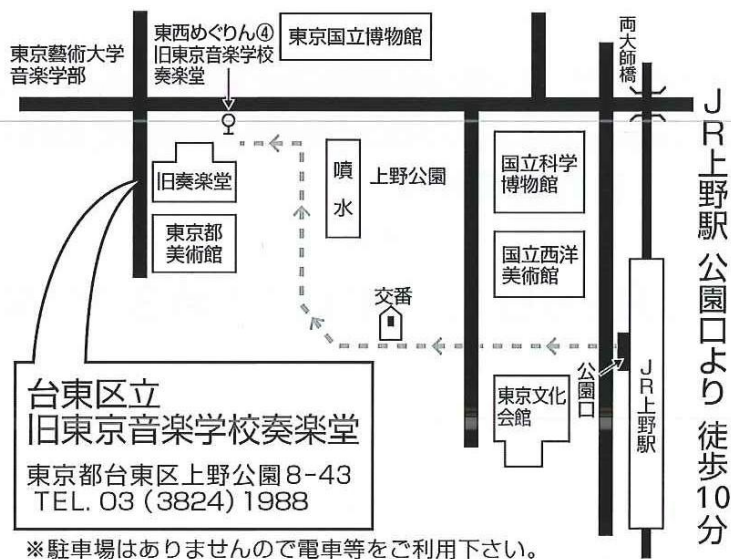 東京藝術大学
音楽学部
東西めぐりん④
旧東京音楽学校
奏楽堂
東京国立博物館
両大師橋
旧奏楽堂
噴水
上野公園
国立科学
博物館
東京都
美術館
国立西洋
美術館
交番
東京文化
会館
公園口
JR上野駅
JR上野駅 公園口より 徒歩10分
台東区立
旧東京音楽学校奏楽堂
東京都台東区上野公園8-43
TEL. 03 (3824) 1988
※駐車場はありませんので電車等をご利用下さい。